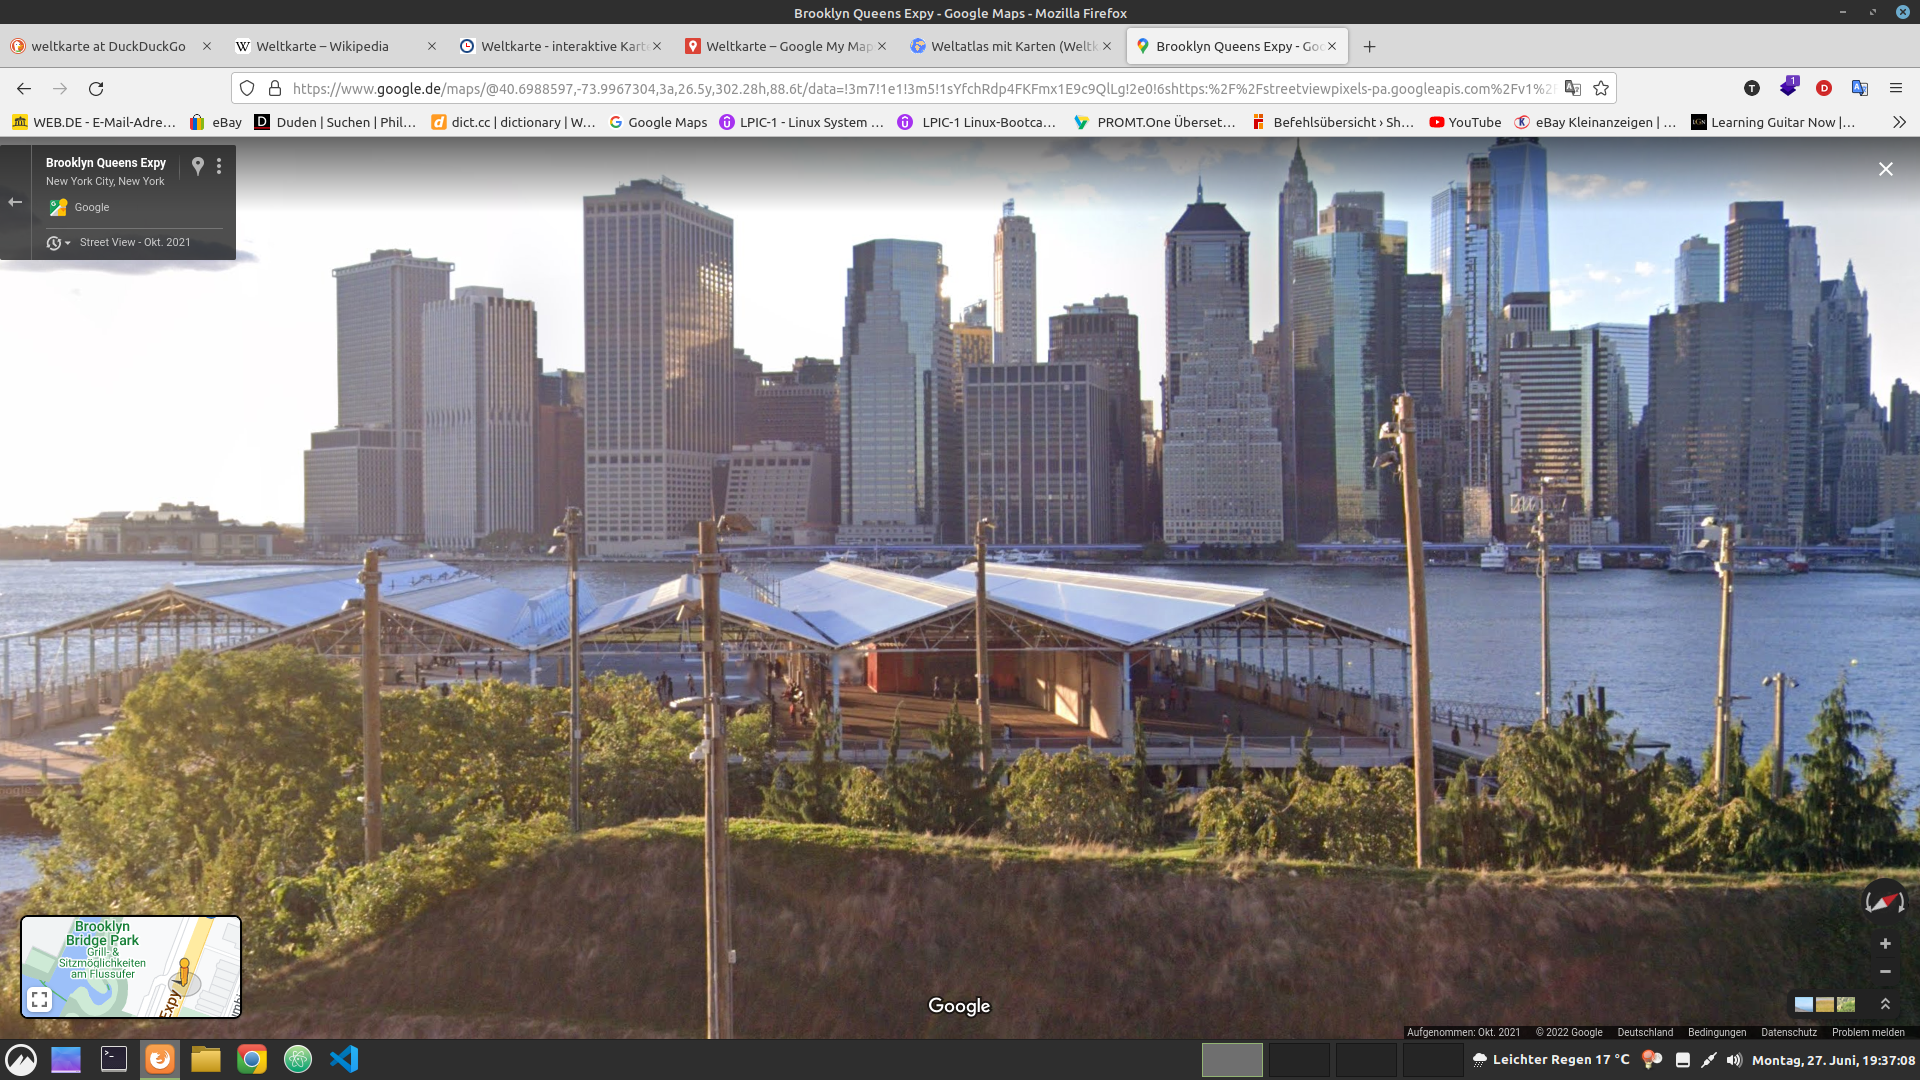 Brooklyn Queens Expy - Google Maps - Mozilla Firefox
weltkarte at DuckDuckGo
Weltkarte – Wikipedia
Weltkarte - interaktive Karte
Weltkarte – Google My Map
Weltatlas mit Karten (Weltk
Brooklyn Queens Expy - Goo
https://www.google.de/maps/@40.6988597,-73.9967304,3a,26.5y,302.28h,88.6t/data=!3m7!1e1!3m5!1sYfchRdp4FKFmx1E9c9QlLg!2e0!6shttps:%2F%2Fstreetviewpixels-pa.googleapis.com%2Fv1%2F
1
WEB.DE - E-Mail-Adre…
eBay
Duden | Suchen | Phil…
dict.cc | dictionary | W…
Google Maps
LPIC-1 - Linux System …
LPIC-1 Linux-Bootca…
PROMT.One Überset…
Befehlsübersicht › Sh…
YouTube
eBay Kleinanzeigen | …
Learning Guitar Now |…
Brooklyn Queens Expy
New York City, New York
Google
Street View - Okt. 2021
Brooklyn
Bridge Park
Grill- &
Sitzmöglichkeiten
am Flussufer
Expy
Google
Aufgenommen: Okt. 2021 © 2022 Google Deutschland Bedingungen Datenschutz Problem melden
Leichter Regen 17 °C
Montag, 27. Juni, 19:37:08